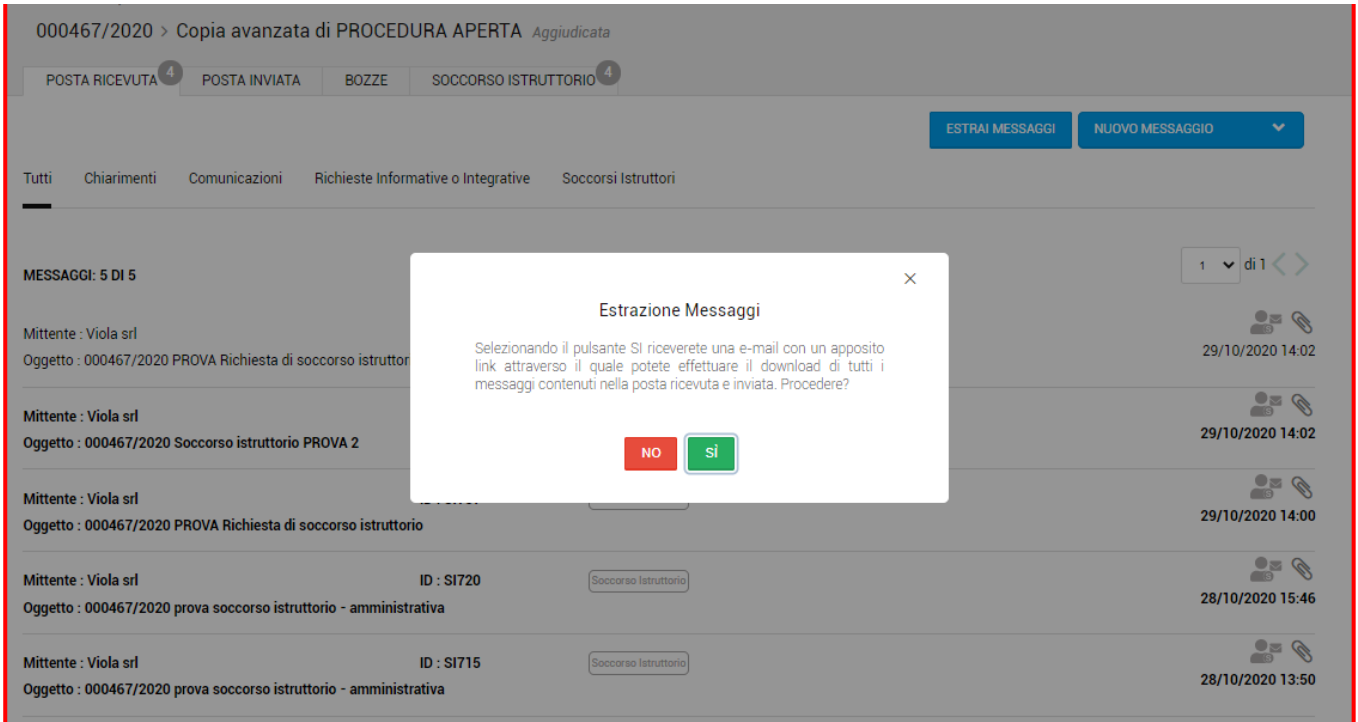 000467/2020 > Copia avanzata di PROCEDURA APERTA Aggiudicata
POSTA RICEVUTA 4 POSTA INVIATA BOZZE SOCCORSO ISTRUTTORIO 4
ESTRAI MESSAGGI NUOVO MESSAGGIO
Tutti Chiarimenti Comunicazioni Richieste Informative o Integrative Soccorsi Istruttori
MESSAGGI: 5 DI 5
1 di 1
Estrazione Messaggi
Selezionando il pulsante SI riceverete una e-mail con un apposito
link attraverso il quale potete effettuare il download di tutti i
messaggi contenuti nella posta ricevuta e inviata. Procedere?
NO SÌ
Mittente : Viola srl
Oggetto : 000467/2020 PROVA Richiesta di soccorso istruttor
29/10/2020 14:02
Mittente : Viola srl
Oggetto : 000467/2020 Soccorso istruttorio PROVA 2
29/10/2020 14:02
Mittente : Viola srl
Oggetto : 000467/2020 PROVA Richiesta di soccorso istruttorio
29/10/2020 14:00
Mittente : Viola srl ID : SI720 Soccorso Istruttorio
Oggetto : 000467/2020 prova soccorso istruttorio - amministrativa
28/10/2020 15:46
Mittente : Viola srl ID : SI715 Soccorso Istruttorio
Oggetto : 000467/2020 prova soccorso istruttorio - amministrativa
28/10/2020 13:50